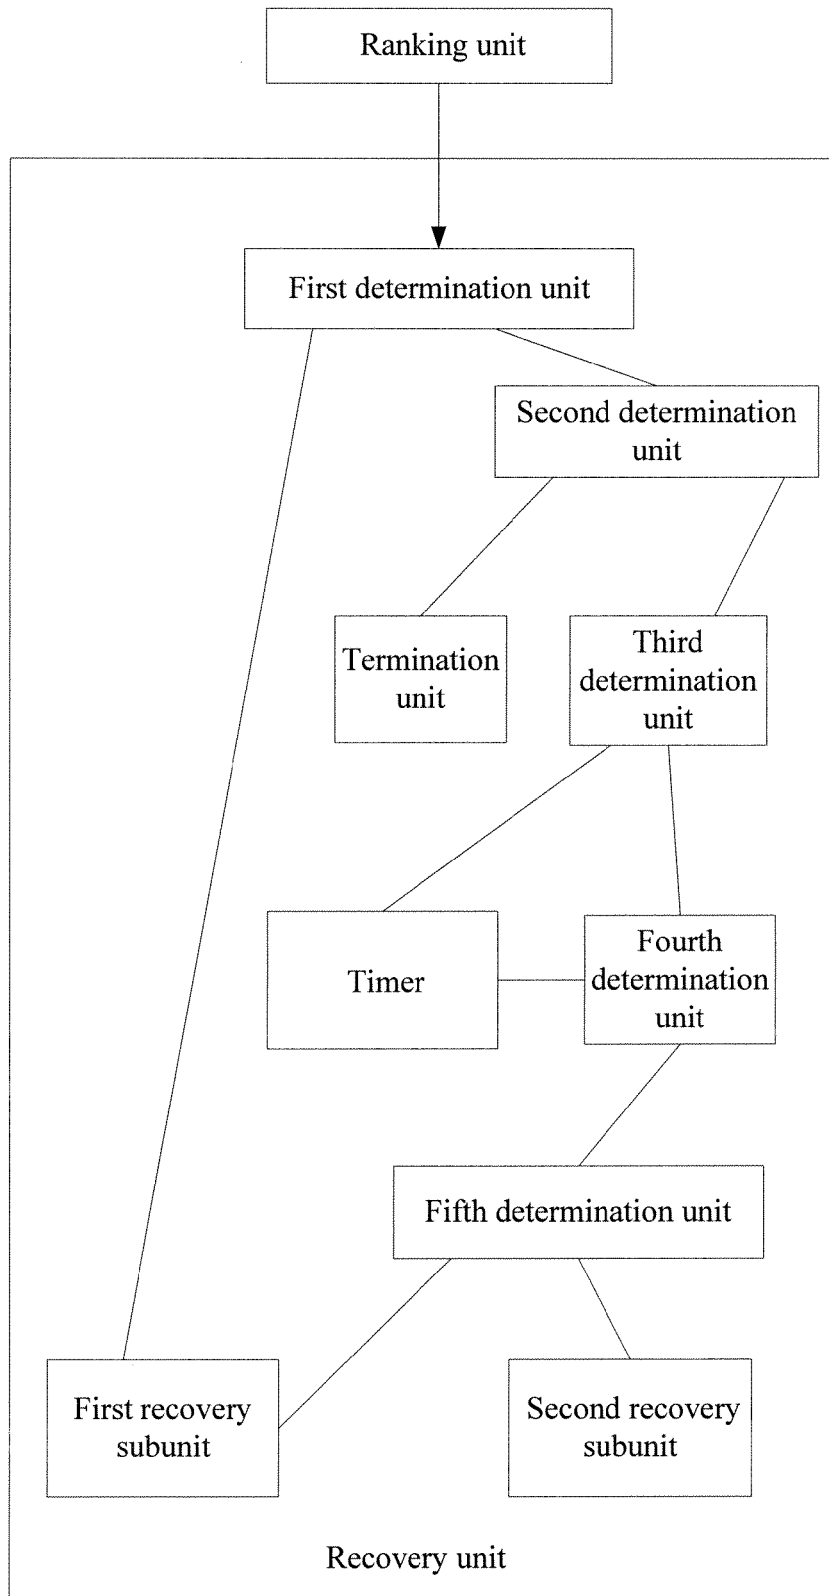 Ranking unit
First determination unit
Second determination
unit
Termination
unit
Third
determination
unit
Timer
Fourth
determination
unit
Fifth determination unit
First recovery
subunit
Second recovery
subunit
Recovery unit